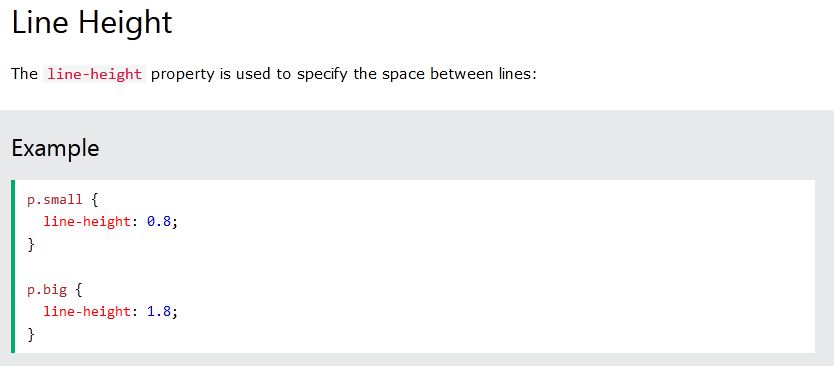 Line Height
The line-height property is used to specify the space between lines:
Example
p.small {
  line-height: 0.8;
}
p.big {
  line-height: 1.8;
}